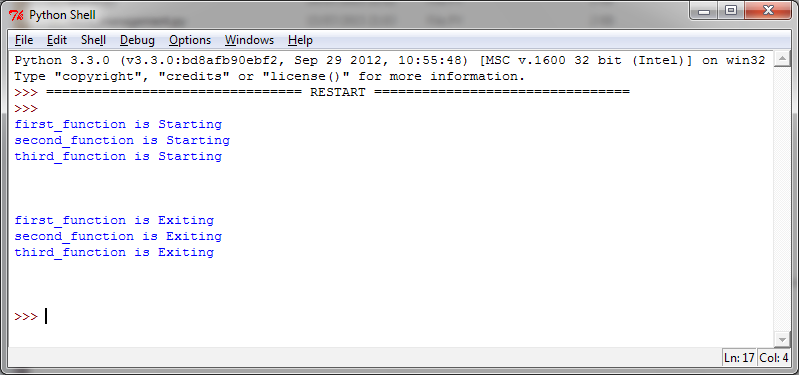 Python Shell
File Edit Shell Debug Options Windows Help
Python 3.3.0 (v3.3.0:bd8afb90ebf2, Sep 29 2012, 10:55:48) [MSC v.1600 32 bit (Intel)] on win32
Type "copyright", "credits" or "license()" for more information.
>>> ================================ RESTART ================================
>>>
first_function is Starting
second_function is Starting
third_function is Starting
first_function is Exiting
second_function is Exiting
third_function is Exiting
>>>
Ln: 17 Col: 4